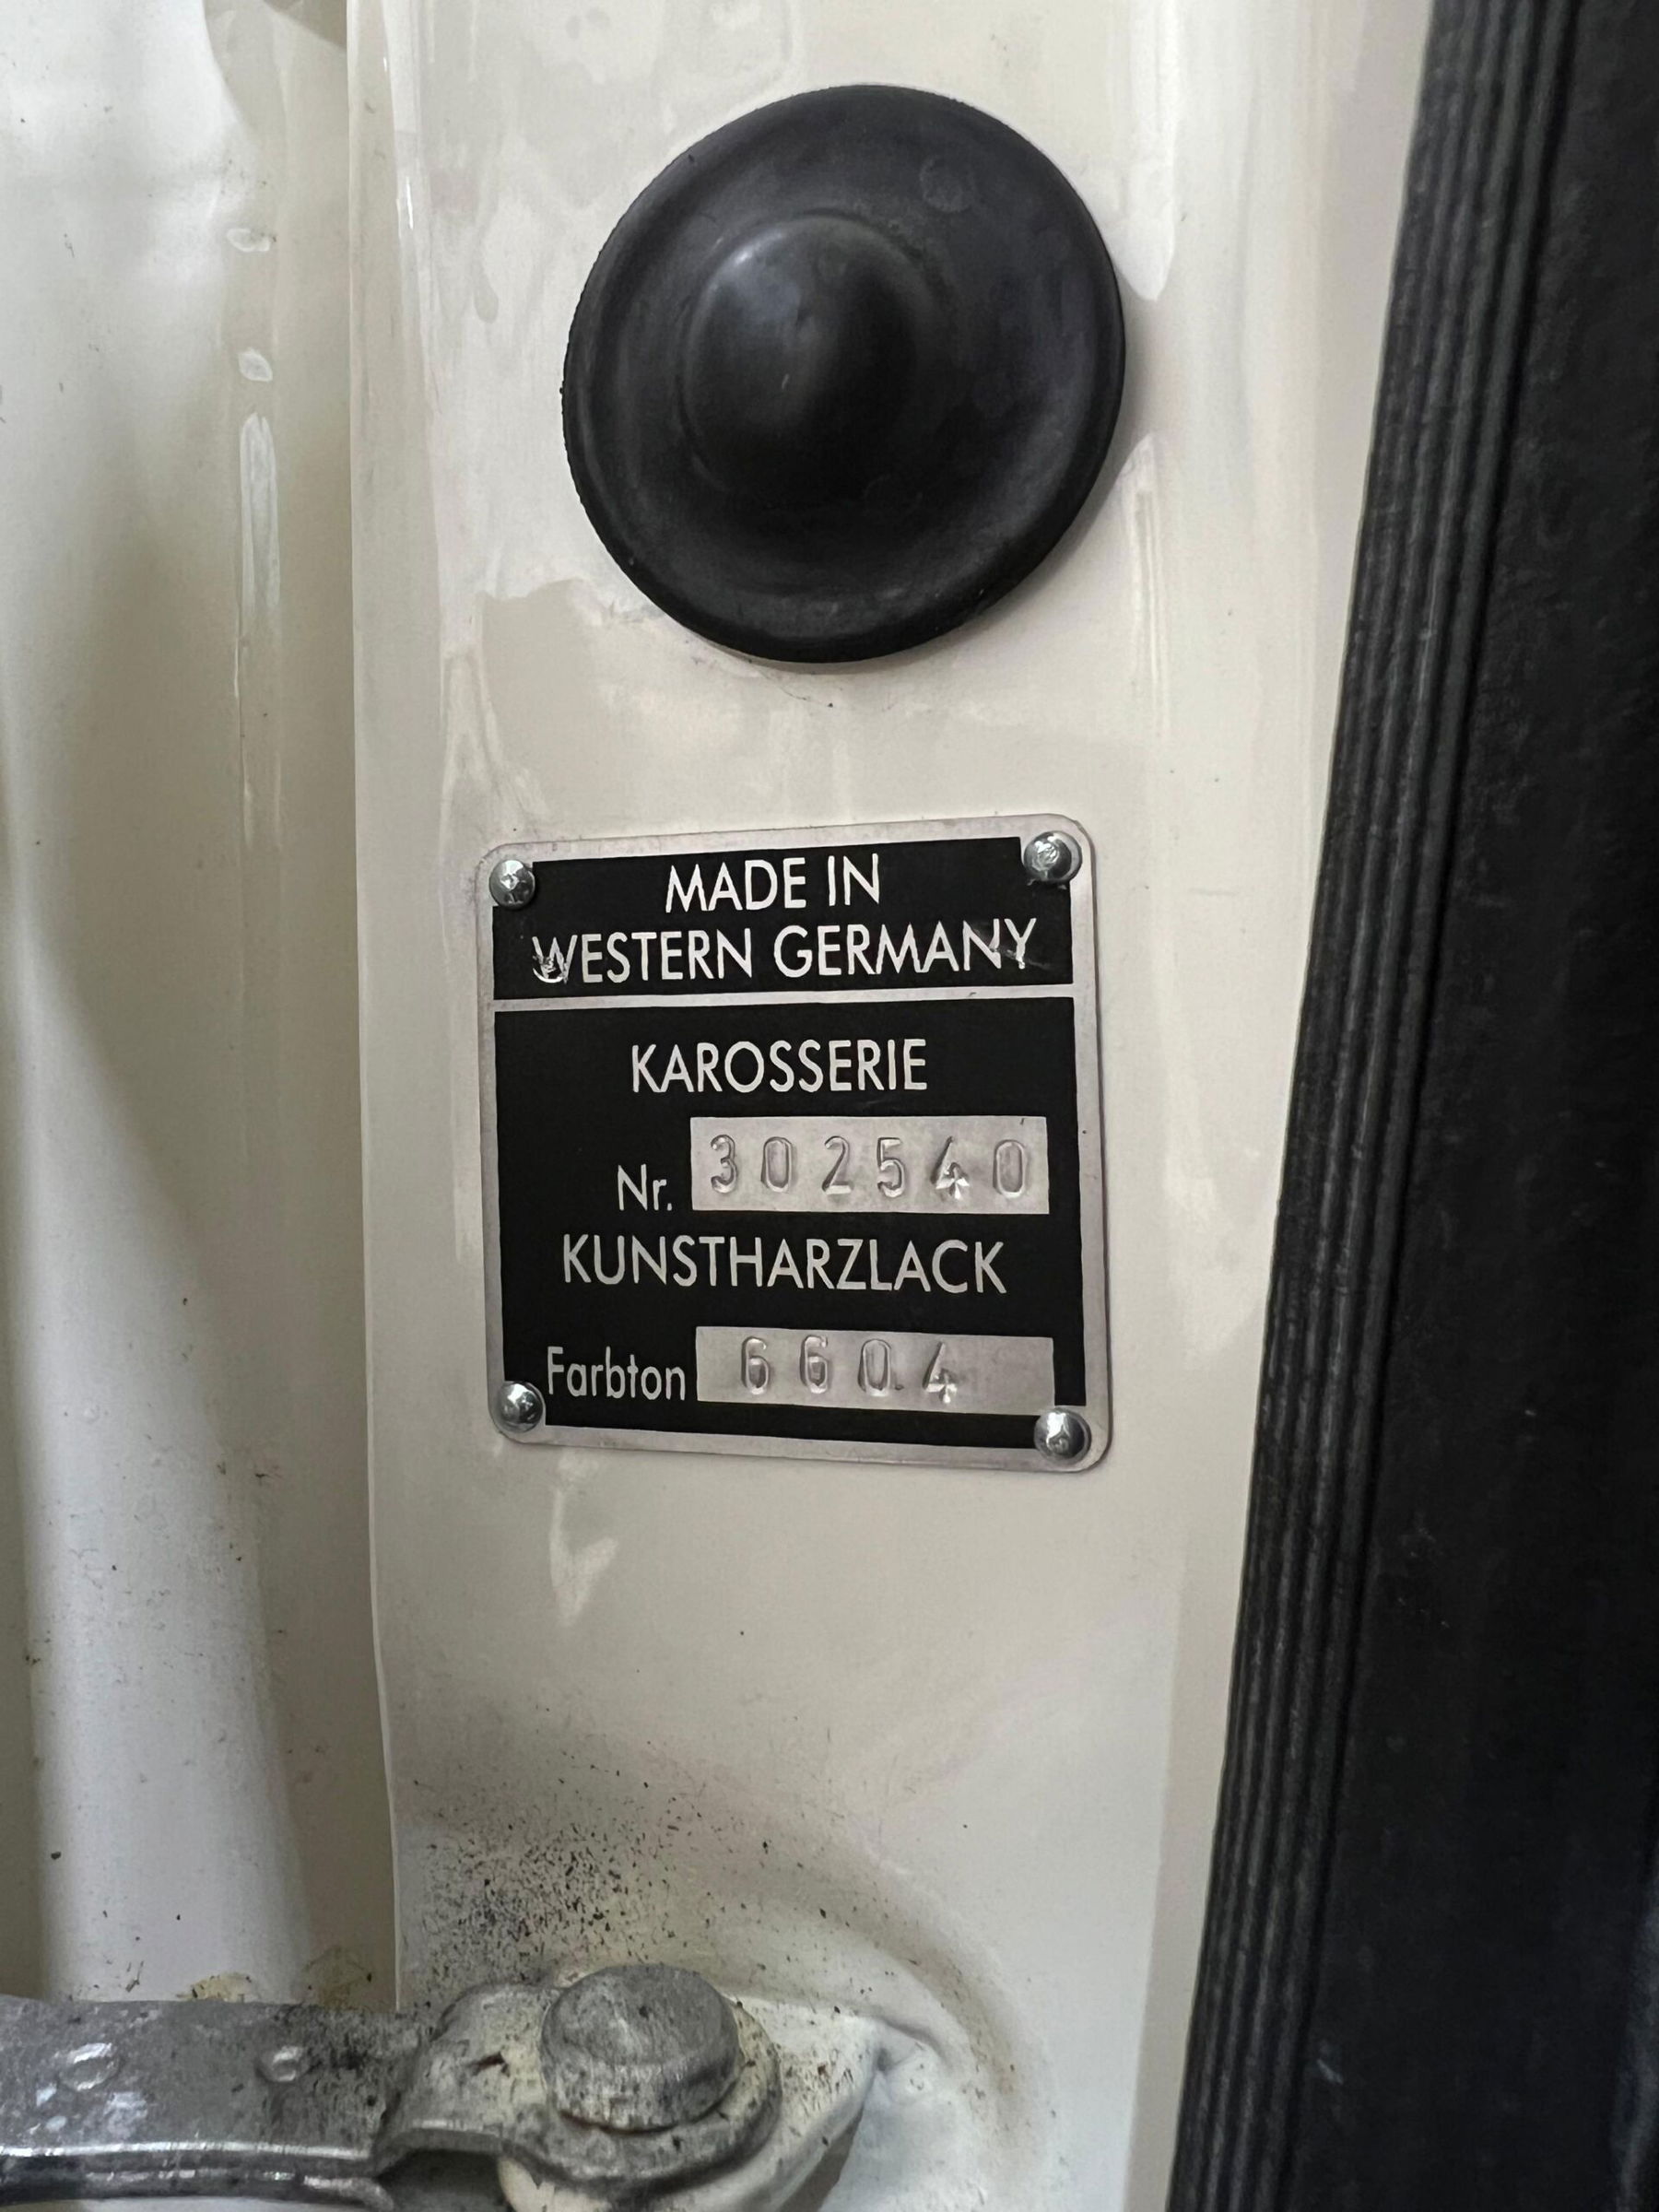 MADE IN
WESTERN GERMANY
KAROSSERIE
Nr. 302540
KUNSTHARZLACK
Farbton 6604